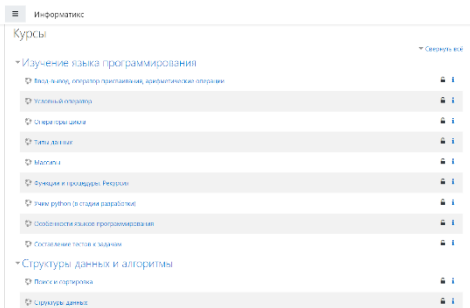 Информатикс
Курсы
Свернуть всё
Изучение языка программирования
Ввод-вывод, оператор присваивания, арифметические операции
Условный оператор
Операторы цикла
Типы данных
Массивы
Функции и процедуры. Рекурсия
Учим python (в стадии разработки)
Особенности языков программирования
Составление тестов к задачам
Структуры данных и алгоритмы
Поиск и сортировка
Структуры данных